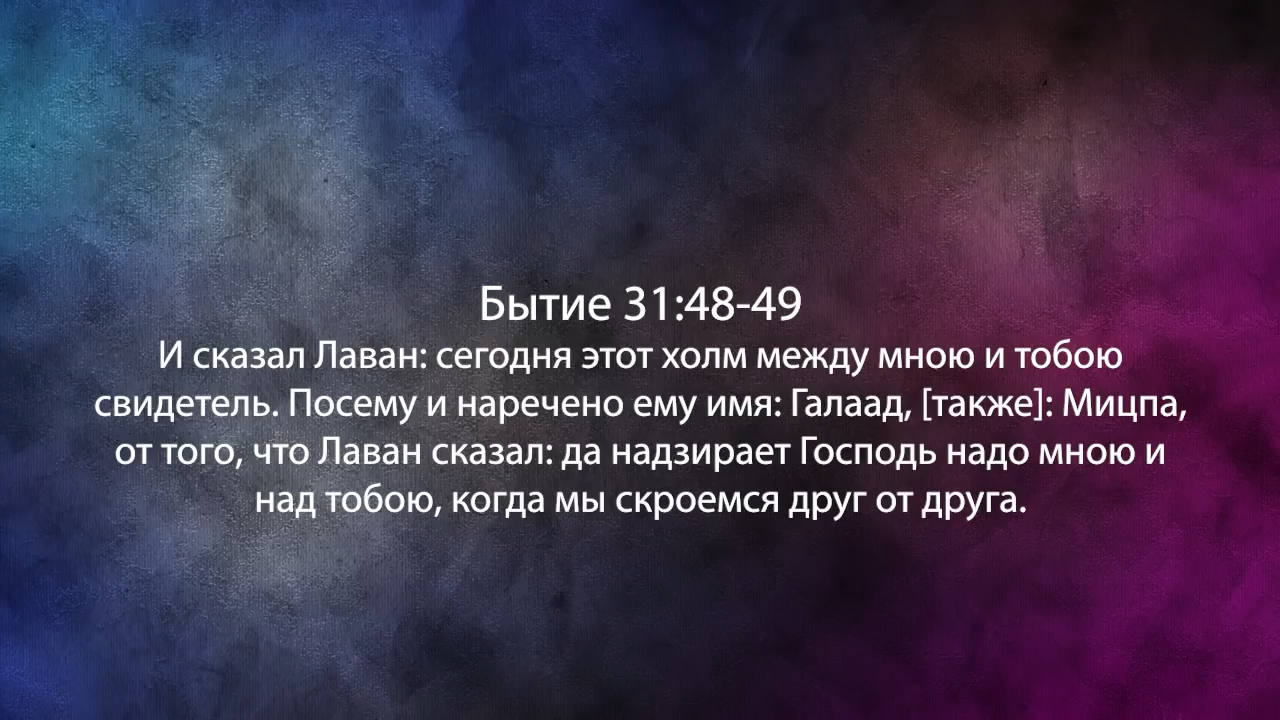 Бытие 31:48-49
И сказал Лаван: сегодня этот холм между мною и тобою
свидетель. Посему и наречено ему имя: Галаад, [также]: Мицпа,
от того, что Лаван сказал: да надзирает Господь надо мною и
над тобою, когда мы скроемся друг от друга.